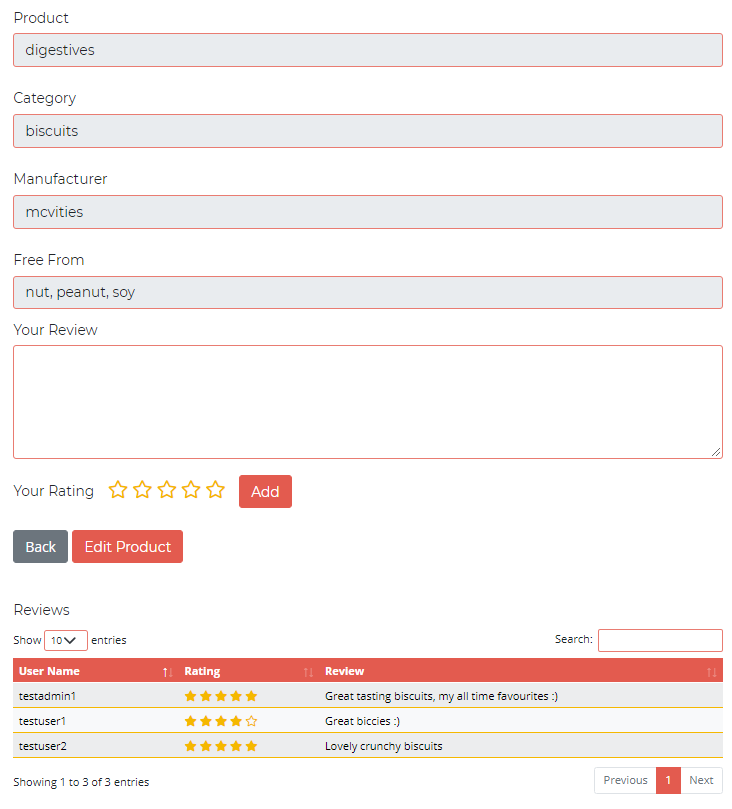 Product
digestives
Category
biscuits
Manufacturer
mcvities
Free From
nut, peanut, soy
Your Review
Your Rating Add
Back Edit Product
Reviews
Show 10 entries Search:
User Name Rating Review
testadmin1 Great tasting biscuits, my all time favourites :)
testuser1 Great biccies :)
testuser2 Lovely crunchy biscuits
Showing 1 to 3 of 3 entries Previous 1 Next